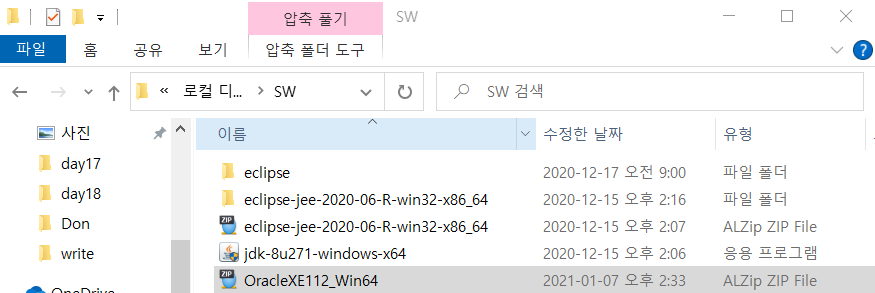 압축 풀기 SW
파일 홈 공유 보기 압축 폴더 도구
« 로컬 디... > SW SW 검색
사진
day17
day18
Don
write
OneDrive
이름 수정한 날짜 유형
eclipse 2020-12-17 오전 9:00 파일 폴더
eclipse-jee-2020-06-R-win32-x86_64 2020-12-15 오후 2:16 파일 폴더
ZIP eclipse-jee-2020-06-R-win32-x86_64 2020-12-15 오후 2:07 ALZip ZIP File
jdk-8u271-windows-x64 2020-12-15 오후 2:06 응용 프로그램
ZIP OracleXE112_Win64 2021-01-07 오후 2:33 ALZip ZIP File